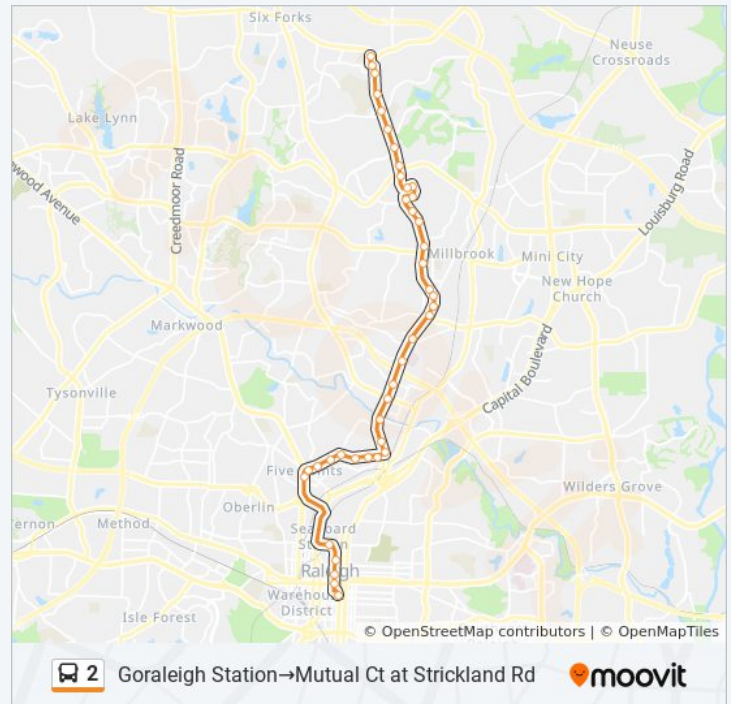 Six Forks
Neuse
Crossroads
Lake Lynn
Creedmoor Road
Louisburg Road
Avenue
Millbrook
Mini City
New Hope
Church
Markwood
Capital Boulevard
Tysonville
Five Points
Wilders Grove
Oberlin
Method
Seaboard
Station
Raleigh
Warehouse
District
Isle Forest
© OpenStreetMap contributors | © OpenMapTiles
2 Goraleigh Station→Mutual Ct at Strickland Rd moovit